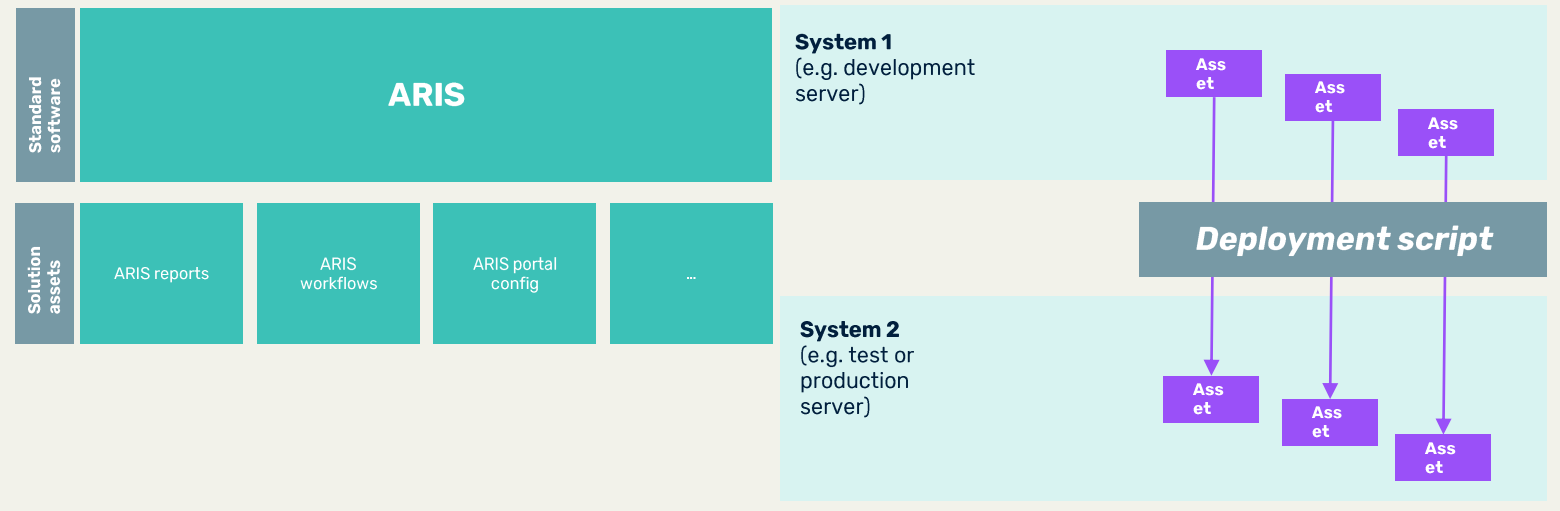 Standard
software
ARIS
Solution
assets
ARIS reports
ARIS
workflows
ARIS portal
config
...
System 1
(e.g. development
server)
Ass
et
Ass
et
Ass
et
Deployment script
System 2
(e.g. test or
production
server)
Ass
et
Ass
et
Ass
et